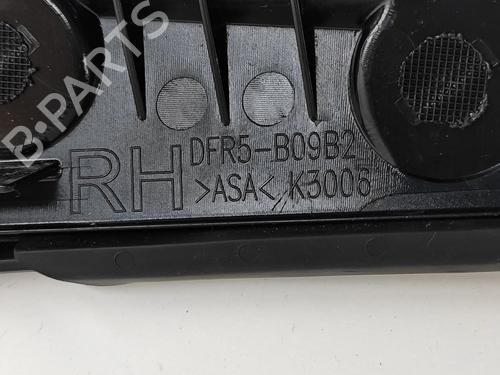 B-PARTS
RH
DFR5-B09B2
>ASA< K3006